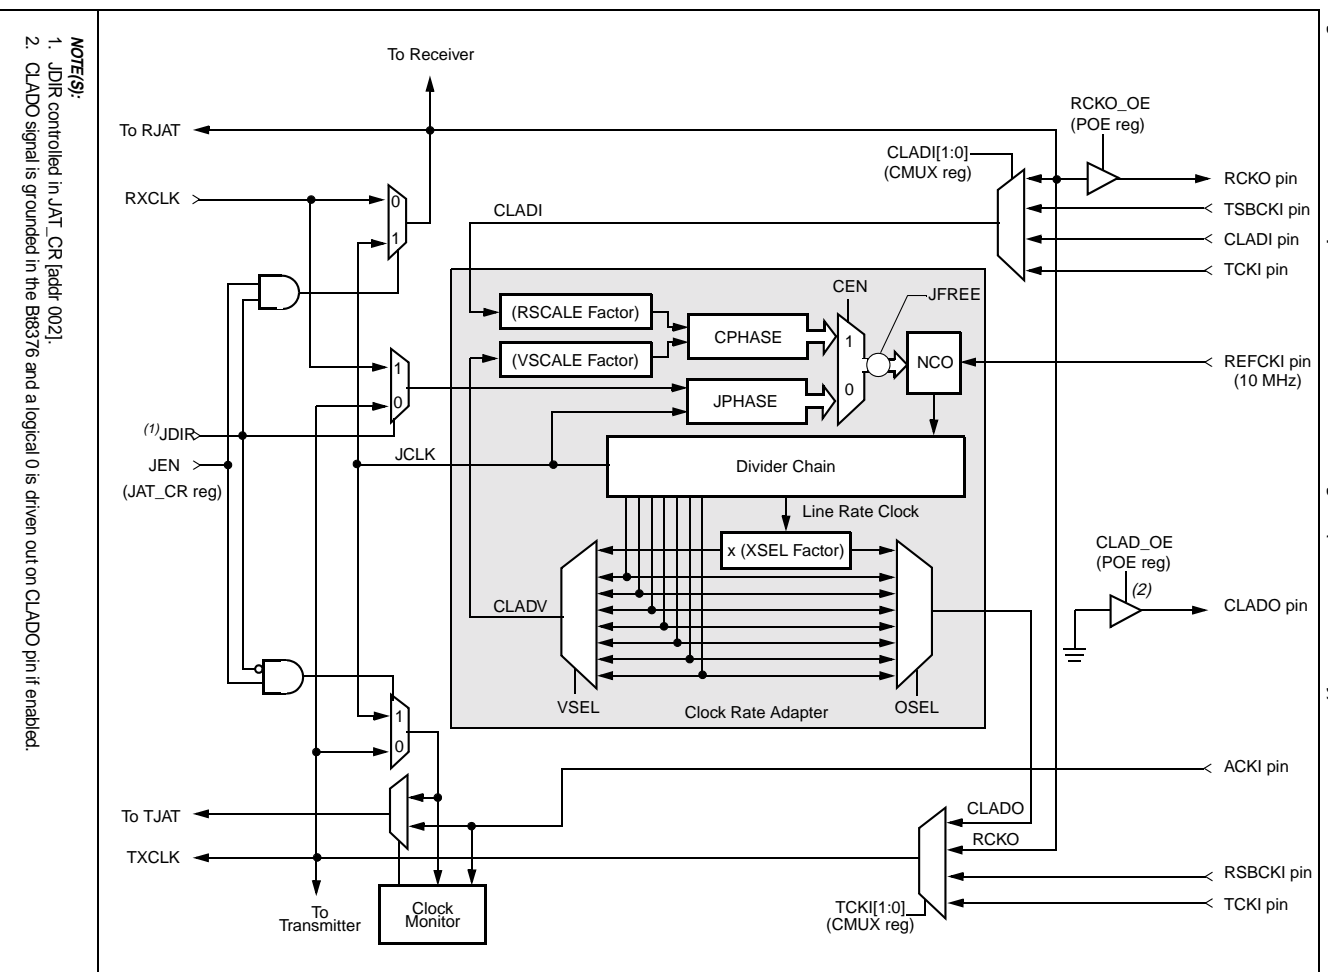 NOTE(S):
1. JDIR controlled in JAT_CR [addr 002].
2. CLADO signal is grounded in the Bt8376 and a logical 0 is driven out on CLADO pin if enabled.
To Receiver
To RJAT
RXCLK
0
1
CLADI
CLADI[1:0]
(CMUX reg)
RCKO_OE
(POE reg)
RCKO pin
TSBCKI pin
CLADI pin
TCKI pin
CEN
JFREE
(RSCALE Factor)
(VSCALE Factor)
CPHASE
JPHASE
1
0
NCO
REFCKI pin
(10 MHz)
1
0
(1)JDIR
JEN
(JAT_CR reg)
JCLK
Divider Chain
Line Rate Clock
x (XSEL Factor)
CLADV
VSEL
OSEL
Clock Rate Adapter
CLAD_OE
(POE reg)
(2)
CLADO pin
1
0
ACKI pin
To TJAT
TXCLK
To
Transmitter
Clock
Monitor
CLADO
RCKO
RSBCKI pin
TCKI pin
TCKI[1:0]
(CMUX reg)